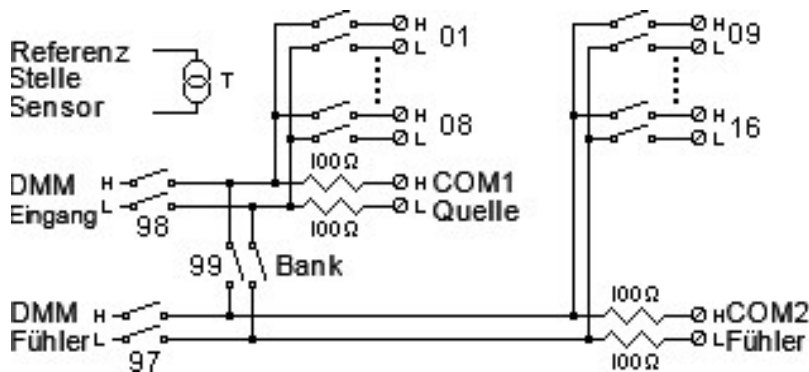 H 01
L
H 09
L
Referenz
Stelle
Sensor
T
H 08
L
H 16
L
100Ω
DMM H
Eingang L
98
H COM1
L Quelle
100Ω
99 Bank
100Ω
DMM H
Fühler L
97
H COM2
L Fühler
100Ω